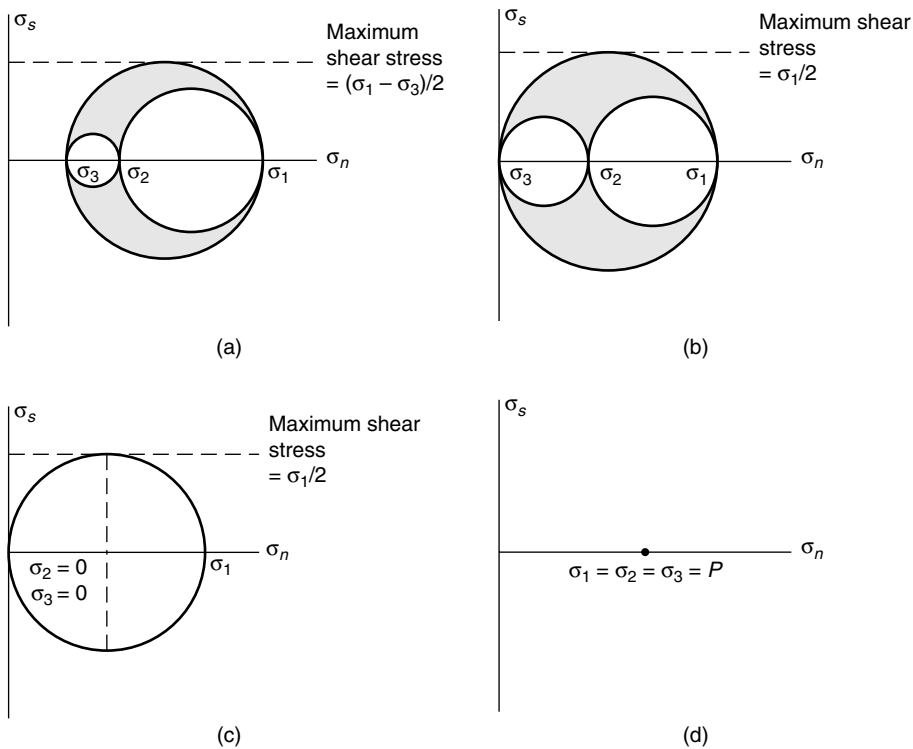 σs
Maximum
shear stress
= (σ1 – σ3)/2
σ3
σ2
σ1
σn
(a)
σs
Maximum shear
stress
= σ1/2
σ3
σ2
σ1
σn
(b)
σs
Maximum shear
stress
= σ1/2
σ2 = 0
σ3 = 0
σ1
σn
(c)
σs
σn
σ1 = σ2 = σ3 = P
(d)